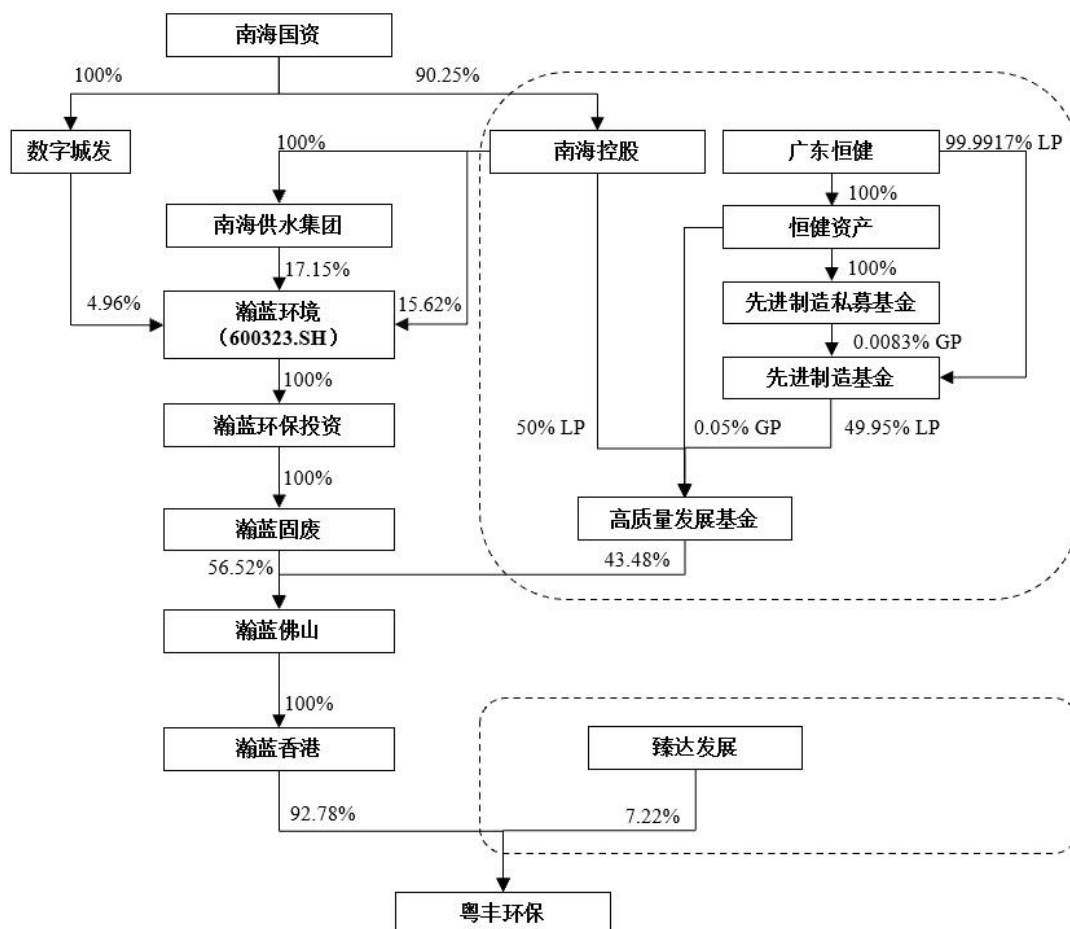 南海国资
100%
90.25%
数字城发
100%
南海控股
广东恒健
99.9917% LP
100%
南海供水集团
恒健资产
17.15%
100%
4.96%
瀚蓝环境
（600323.SH）
15.62%
先进制造私募基金
0.0083% GP
100%
先进制造基金
瀚蓝环保投资
50% LP
0.05% GP
49.95% LP
100%
瀚蓝固废
高质量发展基金
56.52%
43.48%
瀚蓝佛山
100%
瀚蓝香港
臻达发展
92.78%
7.22%
粤丰环保